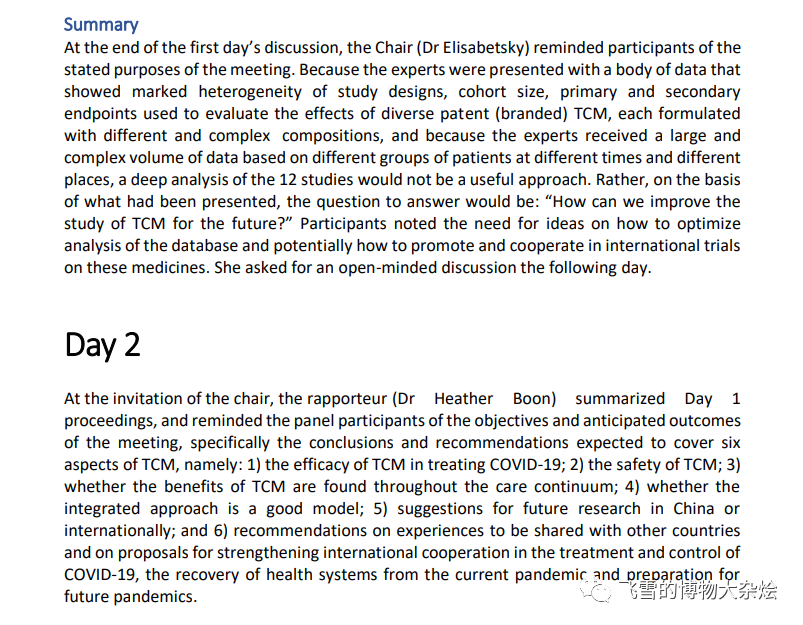 Summary
At the end of the first day’s discussion, the Chair (Dr Elisabetsky) reminded participants of the
stated purposes of the meeting. Because the experts were presented with a body of data that
showed marked heterogeneity of study designs, cohort size, primary and secondary
endpoints used to evaluate the effects of diverse patent (branded) TCM, each formulated
with different and complex compositions, and because the experts received a large and
complex volume of data based on different groups of patients at different times and different
places, a deep analysis of the 12 studies would not be a useful approach. Rather, on the basis
of what had been presented, the question to answer would be: “How can we improve the
study of TCM for the future?” Participants noted the need for ideas on how to optimize
analysis of the database and potentially how to promote and cooperate in international trials
on these medicines. She asked for an open-minded discussion the following day.
Day 2
At the invitation of the chair, the rapporteur (Dr Heather Boon) summarized Day 1
proceedings, and reminded the panel participants of the objectives and anticipated outcomes
of the meeting, specifically the conclusions and recommendations expected to cover six
aspects of TCM, namely: 1) the efficacy of TCM in treating COVID-19; 2) the safety of TCM; 3)
whether the benefits of TCM are found throughout the care continuum; 4) whether the
integrated approach is a good model; 5) suggestions for future research in China or
internationally; and 6) recommendations on experiences to be shared with other countries
and on proposals for strengthening international cooperation in the treatment and control of
COVID-19, the recovery of health systems from the current pandemic and preparation for
future pandemics.
飞雪的博物大杂烩